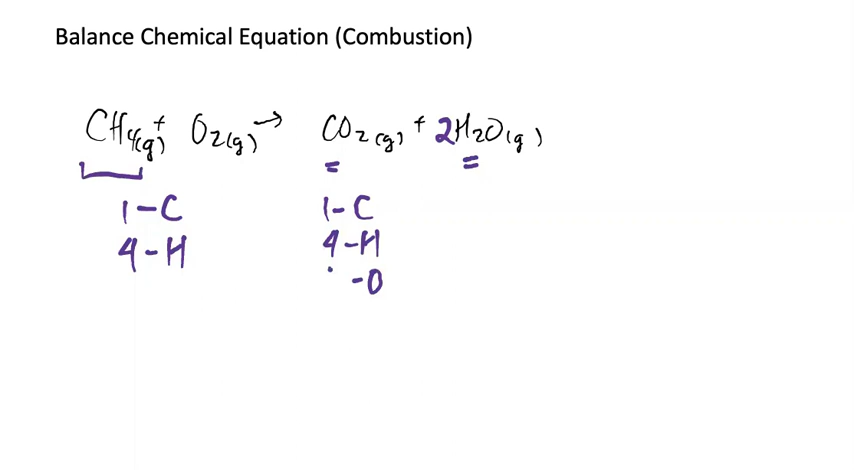 Balance Chemical Equation (Combustion)
CH4(g) + O2(g) → CO2(g) + 2H2O(g)
1-C 1-C
4-H 4-H
-O